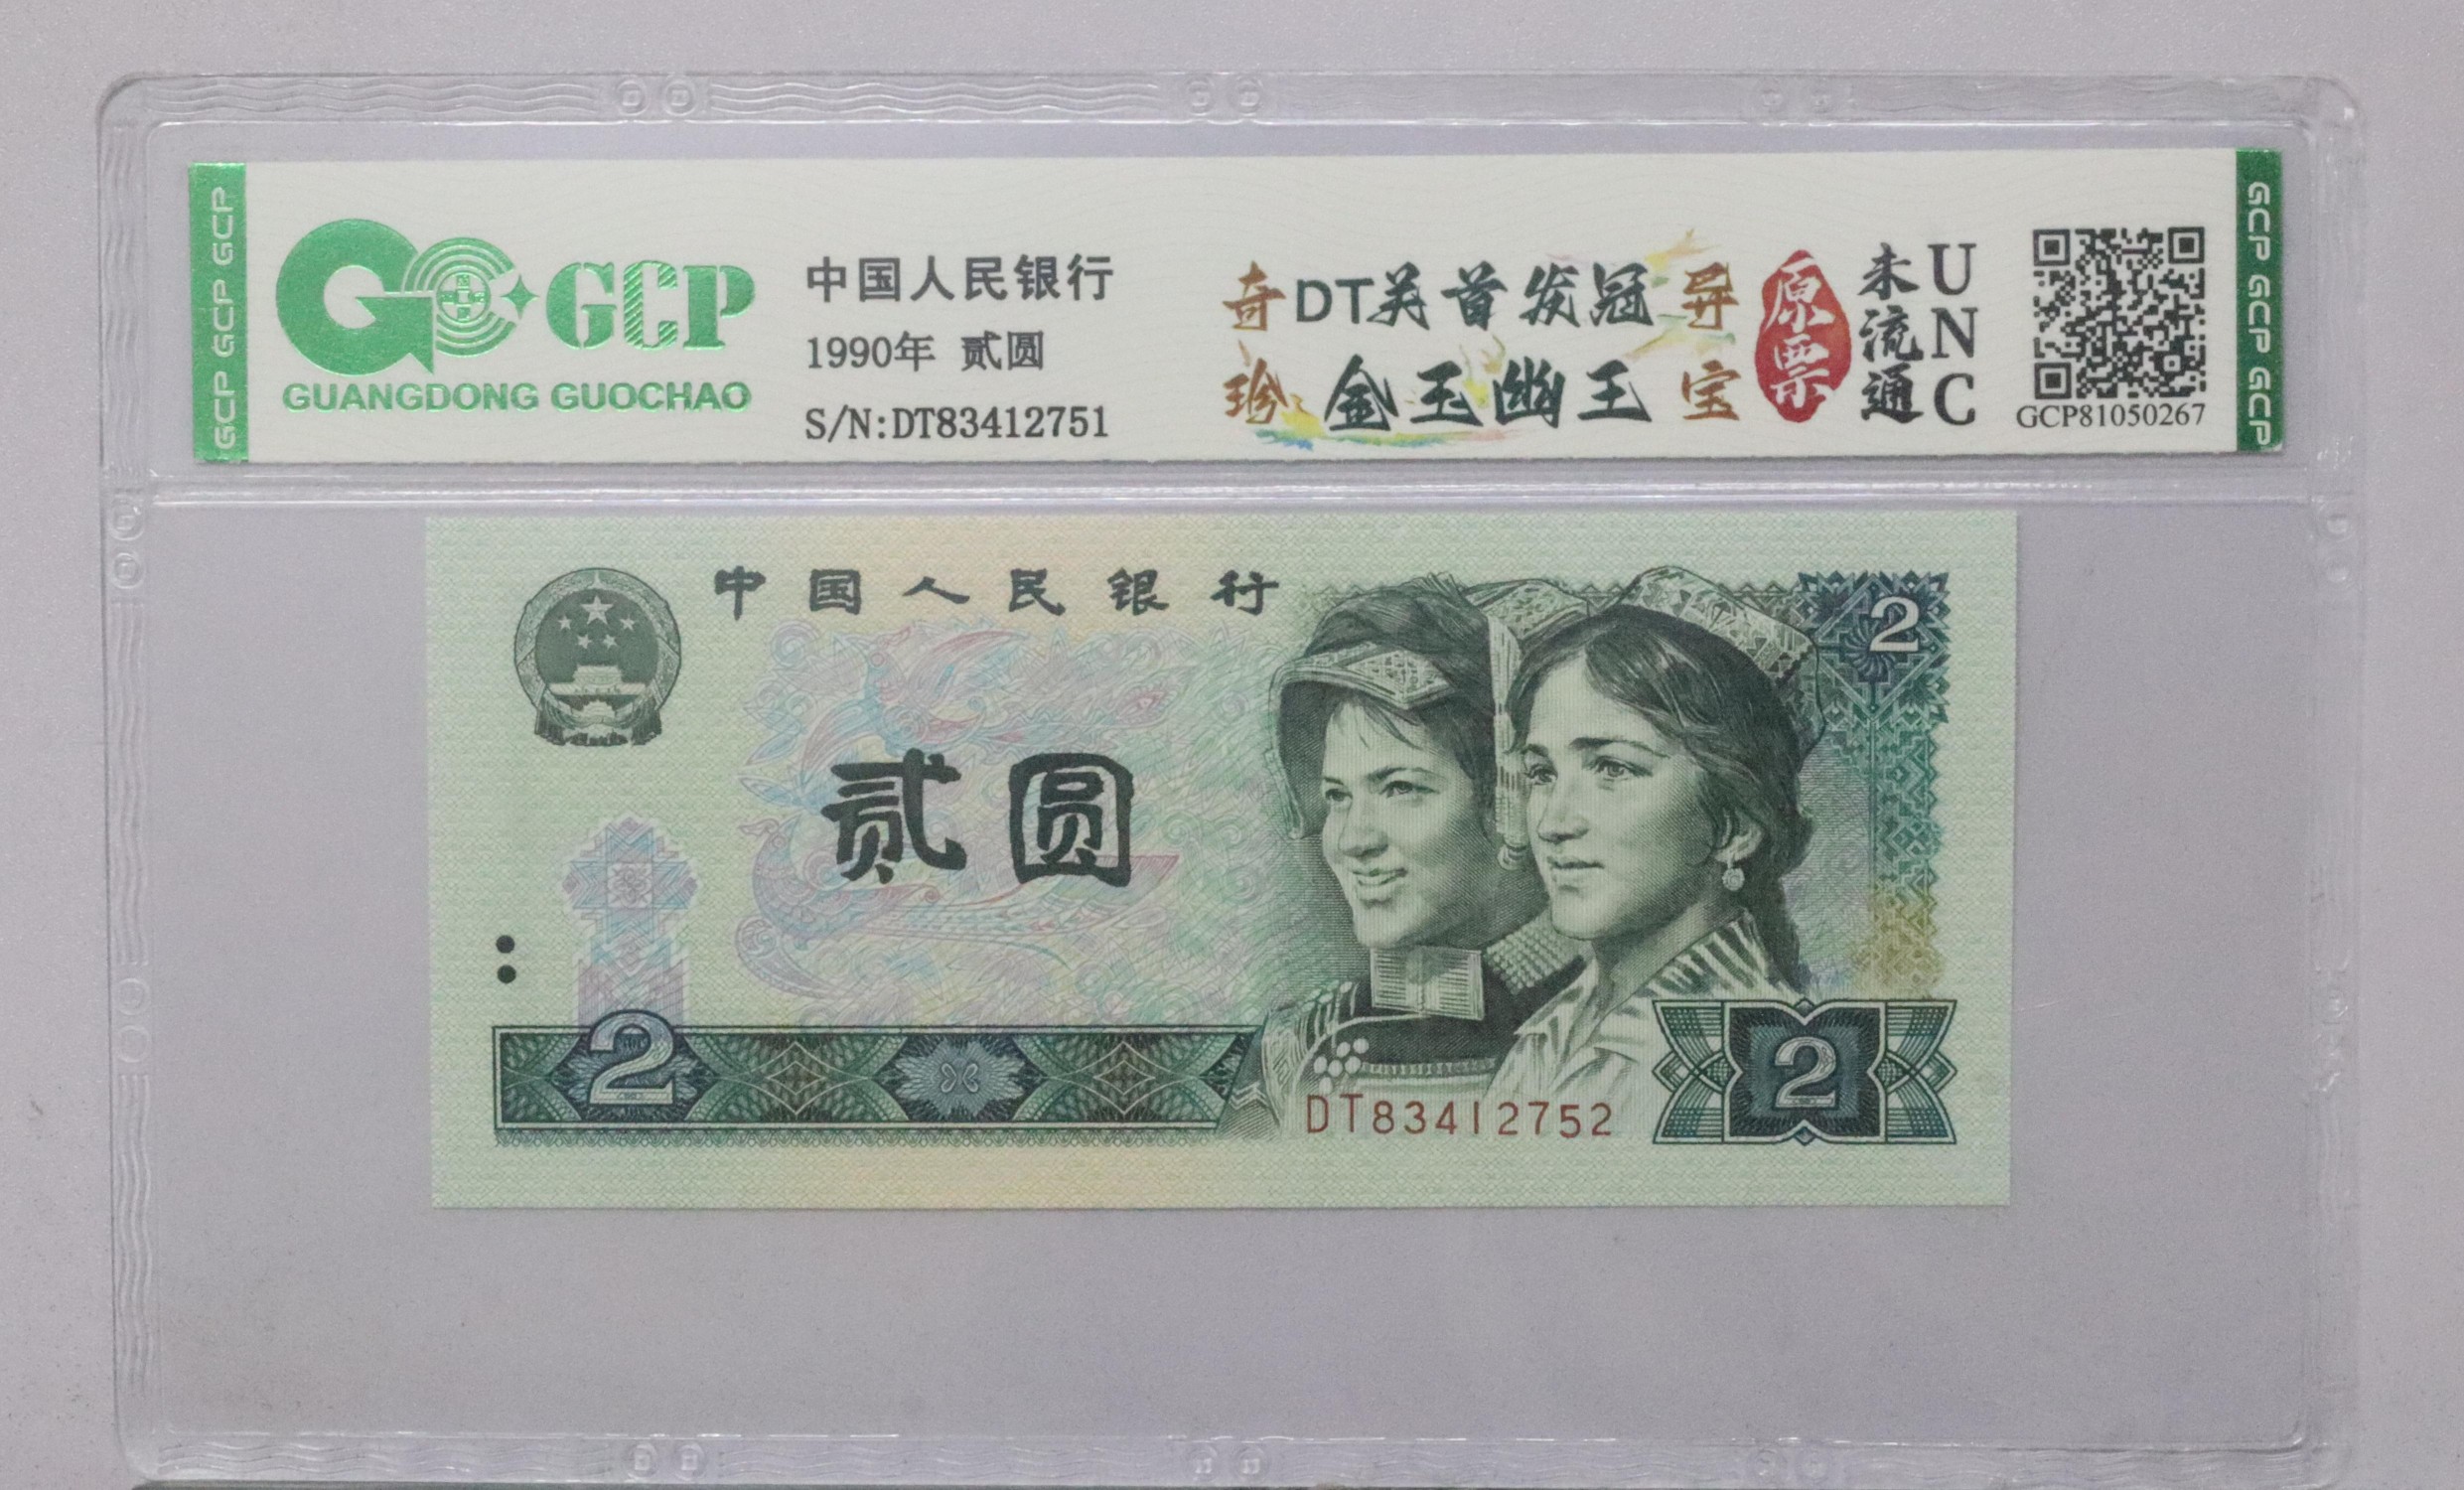 GCP GCP GCP
GCP
GUANGDONG GUOCHAO
中国人民银行
1990年 贰圆
S/N:DT83412751
奇珍
DT关首发冠
金玉幽王
异宝
原票
未流通
UNC
GCP81050267
GCP GCP GCP
中国人民银行
2
贰圆
2
DT83412752
2